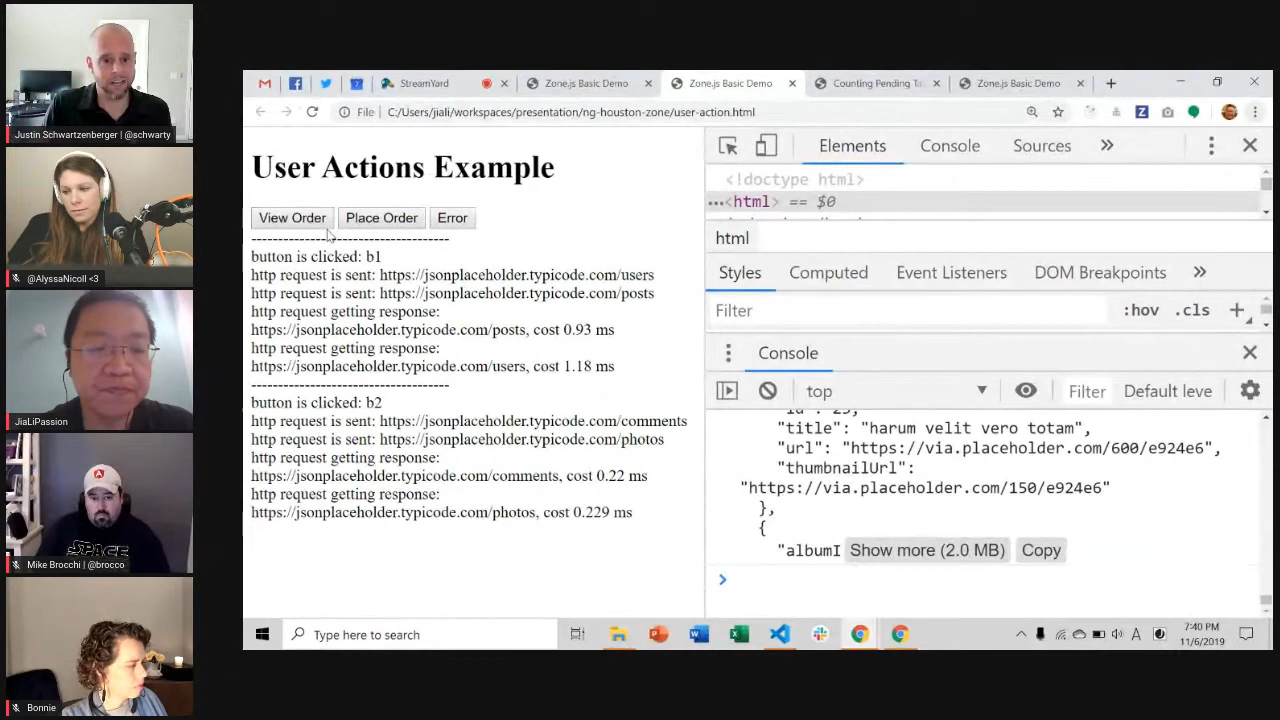 Justin Schwartzenberger | @schwarty
@AlyssaNicoll <3
JiaLiPassion
SPACE
Mike Brocchi | @brocco
Bonnie
StreamYard
Zone.js Basic Demo
Zone.js Basic Demo
Counting Pending Ta
Zone.js Basic Demo
File
C:/Users/jiali/workspaces/presentation/ng-houston-zone/user-action.html
User Actions Example
View Order
Place Order
Error
----------------------------------------------
button is clicked: b1
http request is sent: https://jsonplaceholder.typicode.com/users
http request is sent: https://jsonplaceholder.typicode.com/posts
http request getting response:
https://jsonplaceholder.typicode.com/posts, cost 0.93 ms
http request getting response:
https://jsonplaceholder.typicode.com/users, cost 1.18 ms
----------------------------------------------
button is clicked: b2
http request is sent: https://jsonplaceholder.typicode.com/comments
http request is sent: https://jsonplaceholder.typicode.com/photos
http request getting response:
https://jsonplaceholder.typicode.com/comments, cost 0.22 ms
http request getting response:
https://jsonplaceholder.typicode.com/photos, cost 0.229 ms
Elements
Console
Sources
<!doctype html>
…<html> == $0
html
Styles
Computed
Event Listeners
DOM Breakpoints
Filter
:hov
.cls
Console
top
Filter
Default leve
"title": "harum velit vero totam",
"url": "https://via.placeholder.com/600/e924e6",
"thumbnailUrl":
"https://via.placeholder.com/150/e924e6"
},
{
"albumI
Show more (2.0 MB)
Copy
Type here to search
7:40 PM
11/6/2019